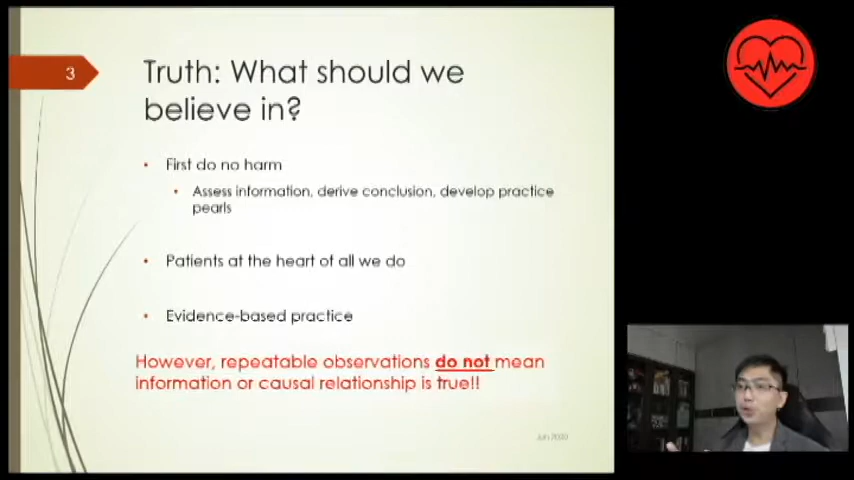 3
Truth: What should we
believe in?
• First do no harm
• Assess information, derive conclusion, develop practice
pearls
• Patients at the heart of all we do
• Evidence-based practice
However, repeatable observations do not mean
information or causal relationship is true!!
Jun 2020